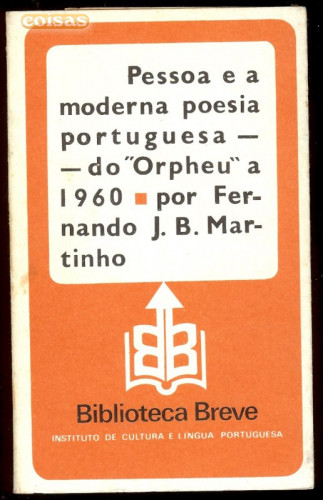 coisas
Pessoa e a
moderna poesia
portuguesa —
— do "Orpheu" a
1960 ■ por Fer-
nando J. B. Mar-
tinho
BB
Biblioteca Breve
INSTITUTO DE CULTURA E LÍNGUA PORTUGUESA